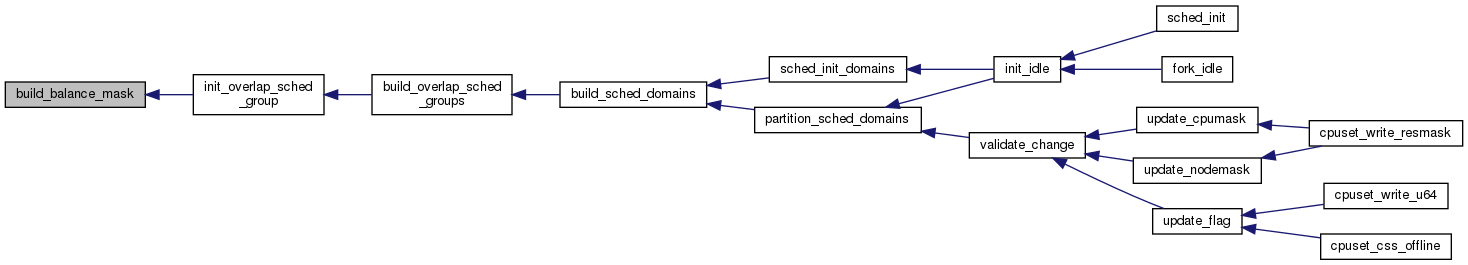 build_balance_mask
init_overlap_sched
_group
build_overlap_sched
_groups
build_sched_domains
sched_init_domains
partition_sched_domains
init_idle
validate_change
sched_init
fork_idle
update_cpumask
update_nodemask
update_flag
cpuset_write_resmask
cpuset_write_u64
cpuset_css_offline